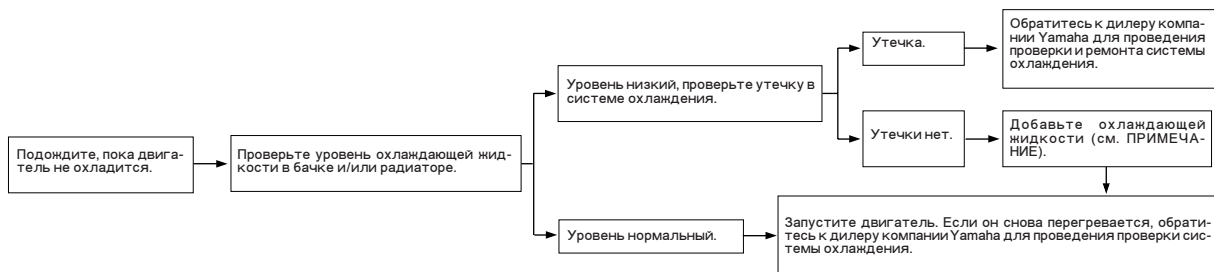 Подождите, пока двига-
тель не охладится.
Проверьте уровень охлаждающей жид-
кости в бачке и/или радиаторе.
Уровень низкий, проверьте утечку в
системе охлаждения.
Утечка.
Обратитесь к дилеру компа-
нии Yamaha для проведения
проверки и ремонта системы
охлаждения.
Утечки нет.
Добавьте охлаждающей
жидкости (см. ПРИМЕЧА-
НИЕ).
Уровень нормальный.
Запустите двигатель. Если он снова перегревается, обрати-
тесь к дилеру компании Yamaha для проведения проверки сис-
темы охлаждения.